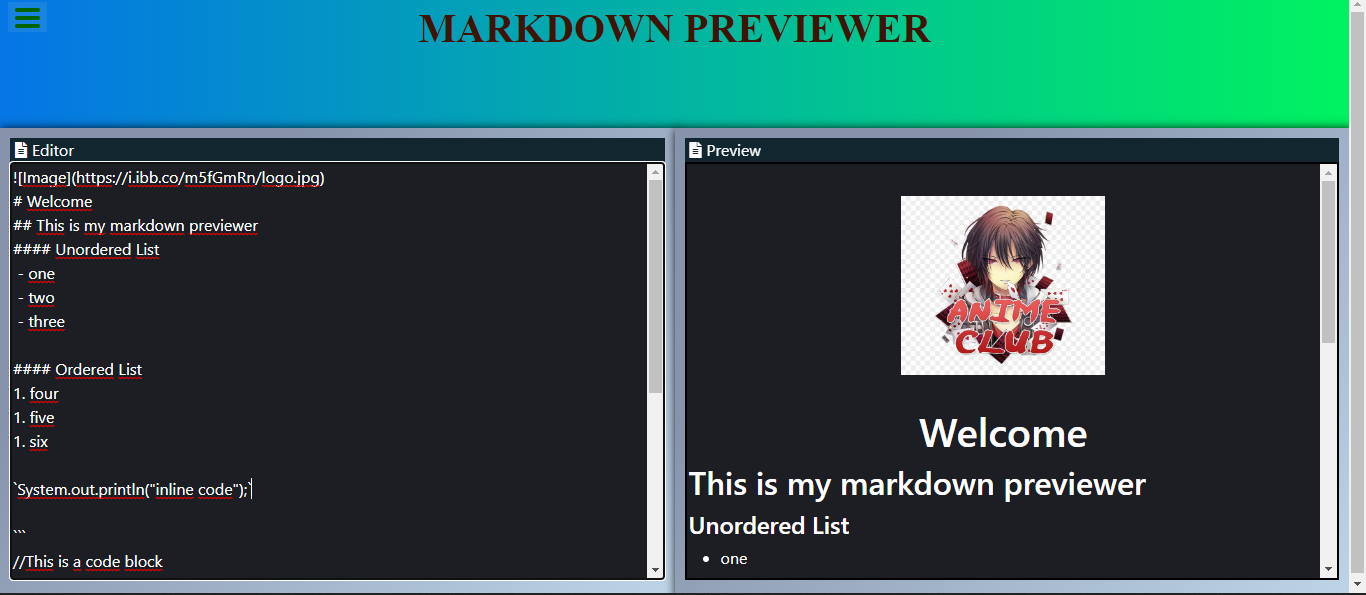 MARKDOWN PREVIEWER
Editor
![Image](https://i.ibb.co/m5fGmRn/logo.jpg)
# Welcome
## This is my markdown previewer
#### Unordered List
- one
- two
- three
#### Ordered List
1. four
1. five
1. six
`System.out.println("inline code");`
```
//This is a code block
Preview
ANIME
CLUB
Welcome
This is my markdown previewer
Unordered List
• one